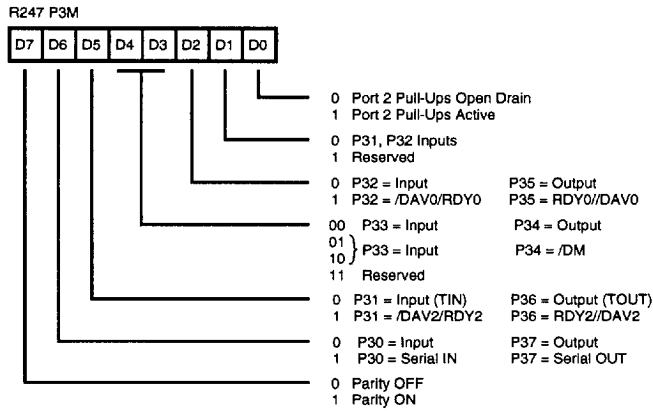 R247 P3M
D7 D6 D5 D4 D3 D2 D1 D0
0 Port 2 Pull-Ups Open Drain
1 Port 2 Pull-Ups Active
0 P31, P32 Inputs
1 Reserved
0 P32 = Input P35 = Output
1 P32 = /DAV0/RDY0 P35 = RDY0//DAV0
00 P33 = Input P34 = Output
01
10 } P33 = Input P34 = /DM
11 Reserved
0 P31 = Input (TIN) P36 = Output (TOUT)
1 P31 = /DAV2/RDY2 P36 = RDY2//DAV2
0 P30 = Input P37 = Output
1 P30 = Serial IN P37 = Serial OUT
0 Parity OFF
1 Parity ON